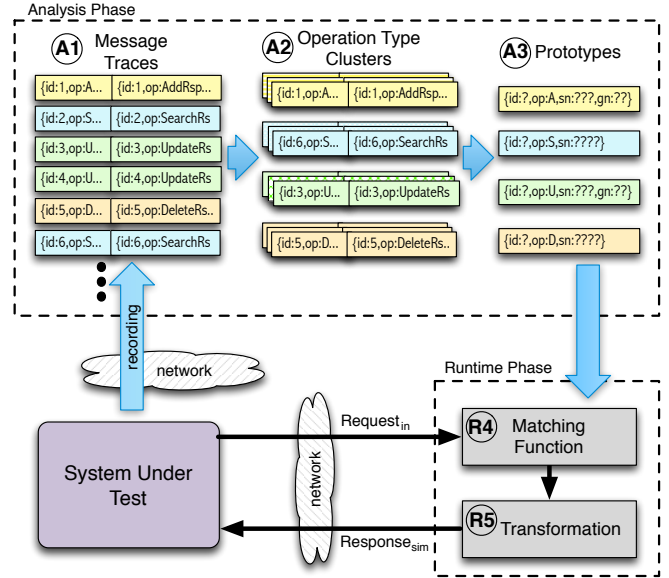 Analysis Phase
A1 Message Traces
A2 Operation Type Clusters
A3 Prototypes
{id:1,op:A... {id:1,op:AddRsp...
{id:2,op:S... {id:2,op:SearchRs
{id:3,op:U... {id:3,op:UpdateRs
{id:4,op:U... {id:4,op:UpdateRs
{id:5,op:D... {id:5,op:DeleteRs..
{id:6,op:S... {id:6,op:SearchRs
{id:1,op:A... {id:1,op:AddRsp...
{id:6,op:S... {id:6,op:SearchRs
{id:3,op:U... {id:3,op:UpdateRs
{id:5,op:D... {id:5,op:DeleteRs..
{id:?,op:A,sn:???,gn:??}
{id:?,op:S,sn:????}
{id:?,op:U,sn:???,gn:??}
{id:?,op:D,sn:????}
recording
network
Runtime Phase
System Under
Test
Request in
network
Response sim
R4 Matching
Function
R5 Transformation